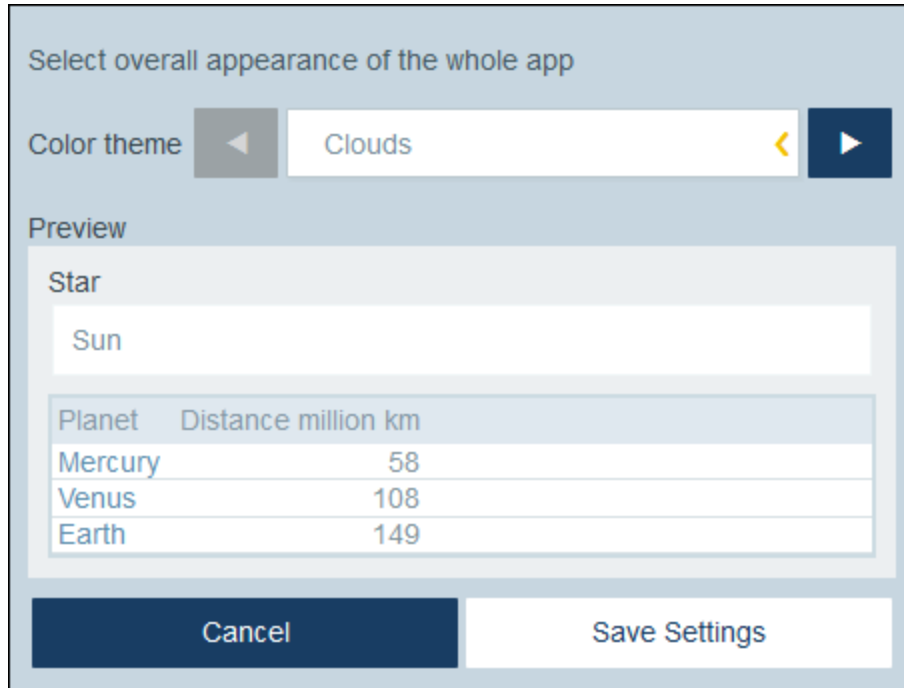 Select overall appearance of the whole app
Color theme Clouds
Preview
Star
Sun
Planet Distance million km
Mercury 58
Venus 108
Earth 149
Cancel Save Settings